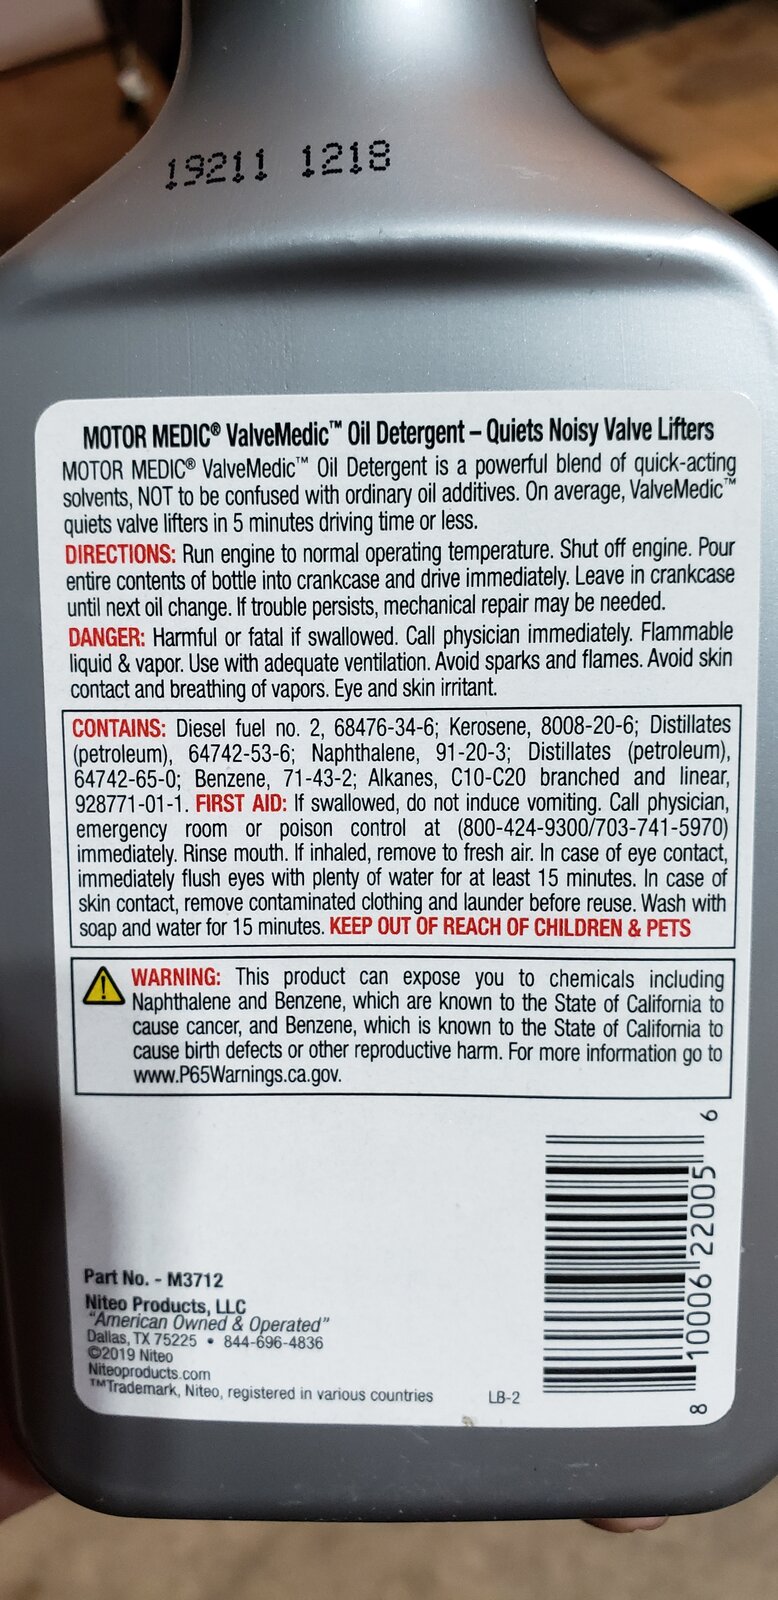 19211 1218
MOTOR MEDIC® ValveMedic™ Oil Detergent – Quiets Noisy Valve Lifters
MOTOR MEDIC® ValveMedic™ Oil Detergent is a powerful blend of quick-acting
solvents, NOT to be confused with ordinary oil additives. On average, ValveMedic™
quiets valve lifters in 5 minutes driving time or less.
DIRECTIONS: Run engine to normal operating temperature. Shut off engine. Pour
entire contents of bottle into crankcase and drive immediately. Leave in crankcase
until next oil change. If trouble persists, mechanical repair may be needed.
DANGER: Harmful or fatal if swallowed. Call physician immediately. Flammable
liquid & vapor. Use with adequate ventilation. Avoid sparks and flames. Avoid skin
contact and breathing of vapors. Eye and skin irritant.
CONTAINS: Diesel fuel no. 2, 68476-34-6; Kerosene, 8008-20-6; Distillates
(petroleum), 64742-53-6; Naphthalene, 91-20-3; Distillates (petroleum),
64742-65-0; Benzene, 71-43-2; Alkanes, C10-C20 branched and linear,
928771-01-1. FIRST AID: If swallowed, do not induce vomiting. Call physician,
emergency room or poison control at (800-424-9300/703-741-5970)
immediately. Rinse mouth. If inhaled, remove to fresh air. In case of eye contact,
immediately flush eyes with plenty of water for at least 15 minutes. In case of
skin contact, remove contaminated clothing and launder before reuse. Wash with
soap and water for 15 minutes. KEEP OUT OF REACH OF CHILDREN & PETS
WARNING: This product can expose you to chemicals including
Naphthalene and Benzene, which are known to the State of California to
cause cancer, and Benzene, which is known to the State of California to
cause birth defects or other reproductive harm. For more information go to
www.P65Warnings.ca.gov.
Part No. - M3712
Niteo Products, LLC
"American Owned & Operated"
Dallas, TX 75225 • 844-696-4836
©2019 Niteo
Niteoproducts.com
™Trademark, Niteo, registered in various countries
LB-2
8 10006 22005 6